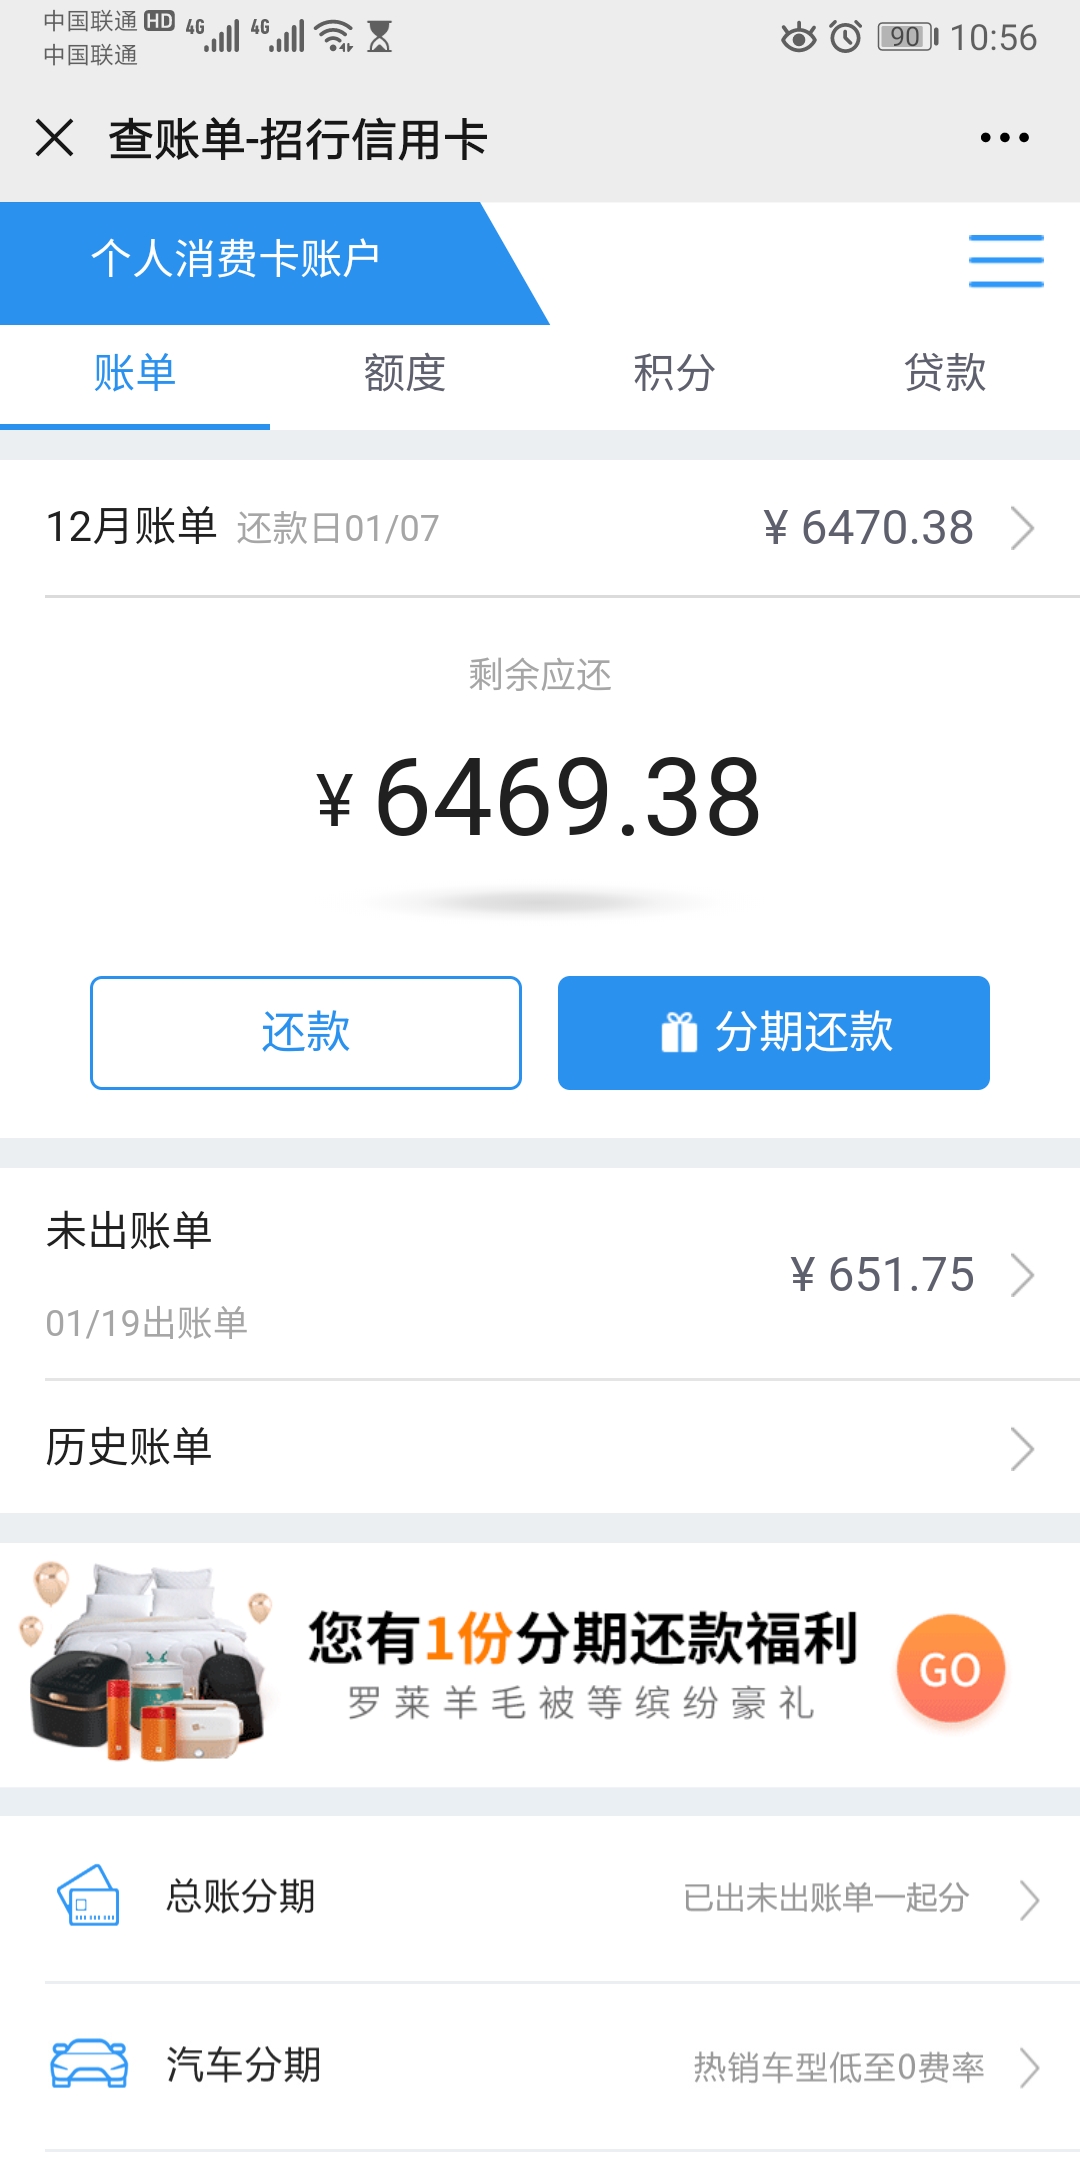 中国联通 HD 4G 4G 90 10:56
中国联通
查账单-招行信用卡
个人消费卡账户
账单 额度 积分 贷款
12月账单 还款日01/07 ¥ 6470.38
剩余应还
¥ 6469.38
还款 分期还款
未出账单
¥ 651.75
01/19出账单
历史账单
您有1份分期还款福利
罗莱羊毛被等缤纷豪礼
GO
总账分期 已出未出账单一起分
汽车分期 热销车型低至0费率